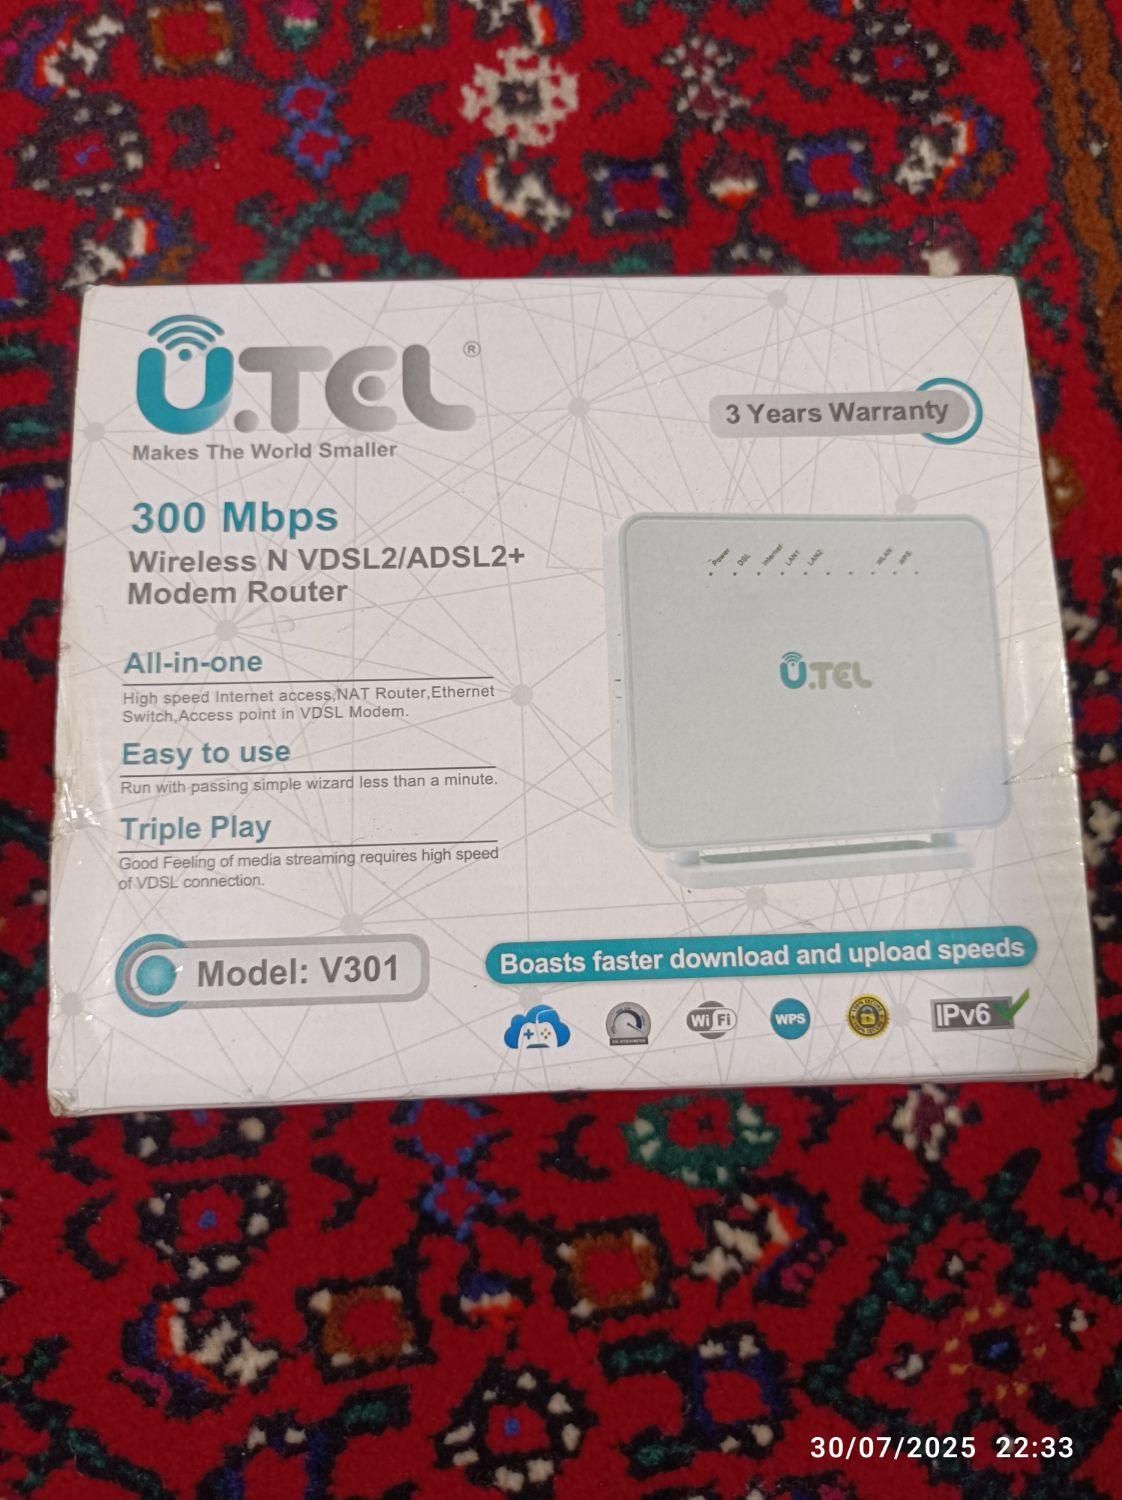 U.TEL®
Makes The World Smaller
3 Years Warranty
300 Mbps
Wireless N VDSL2/ADSL2+
Modem Router
All-in-one
High speed Internet access,NAT Router,Ethernet
Switch,Access point in VDSL Modem.
Easy to use
Run with passing simple wizard less than a minute.
Triple Play
Good Feeling of media streaming requires high speed
of VDSL connection.
Power DSL Internet LAN1 LAN2 WLAN WPS
U.TEL
Model: V301
Boasts faster download and upload speeds
Wi Fi
WPS
IPv6
30/07/2025 22:33